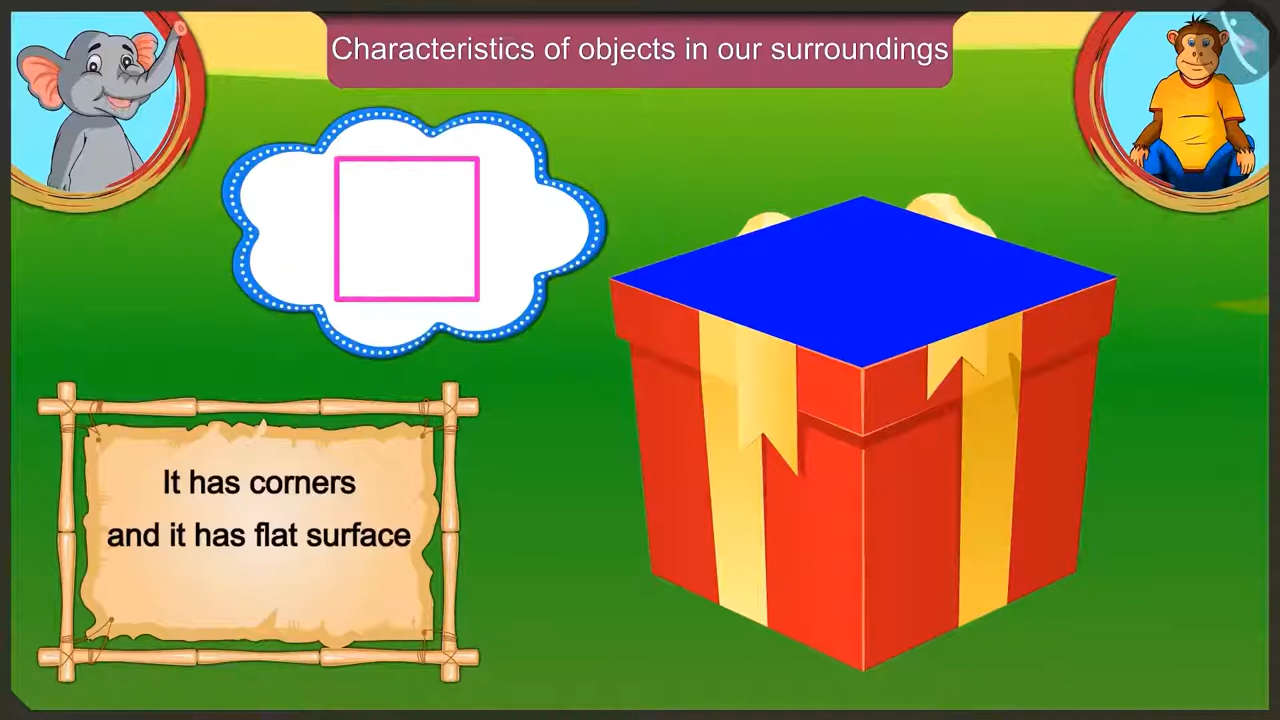 Characteristics of objects in our surroundings
It has corners
and it has flat surface